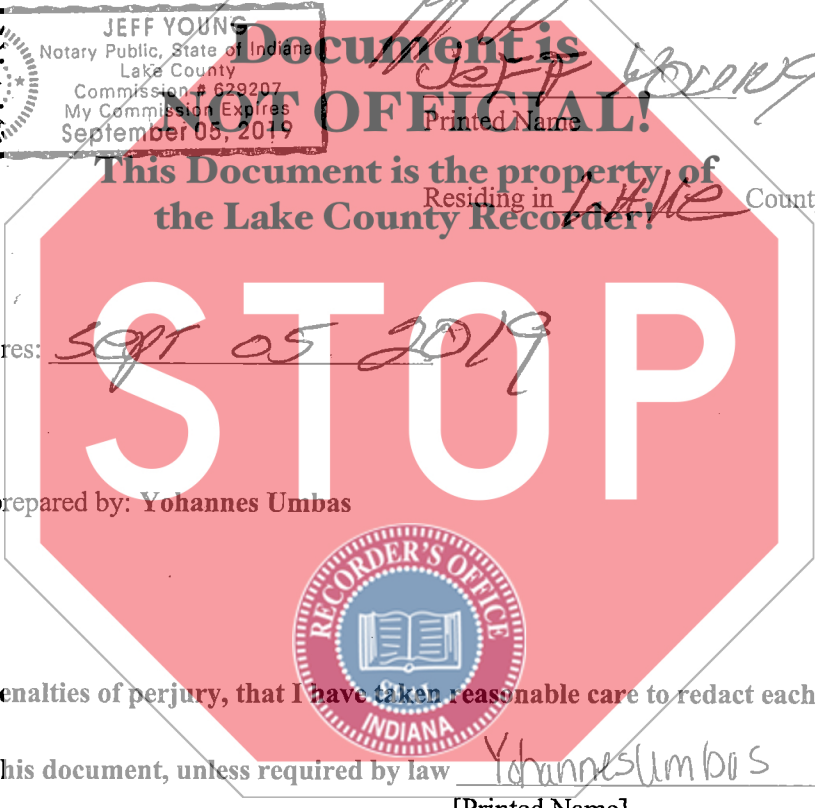 JEFF YOUNG
Notary Public, State of Indiana
Lake County
Commission # 629207
My Commission Expires
September 05, 2019
Document is
NOT OFFICIAL!
This Document is the property of
the Lake County Recorder!
Jeff Young
Printed Name
Residing in Lake Count
res: Sept 05 2019
STOP
repared by: Yohannes Umbas
RECORDER'S OFFICE
SEAL
INDIANA
enalties of perjury, that I have taken reasonable care to redact each
his document, unless required by law Yohannes Umbas
[Printed Name]